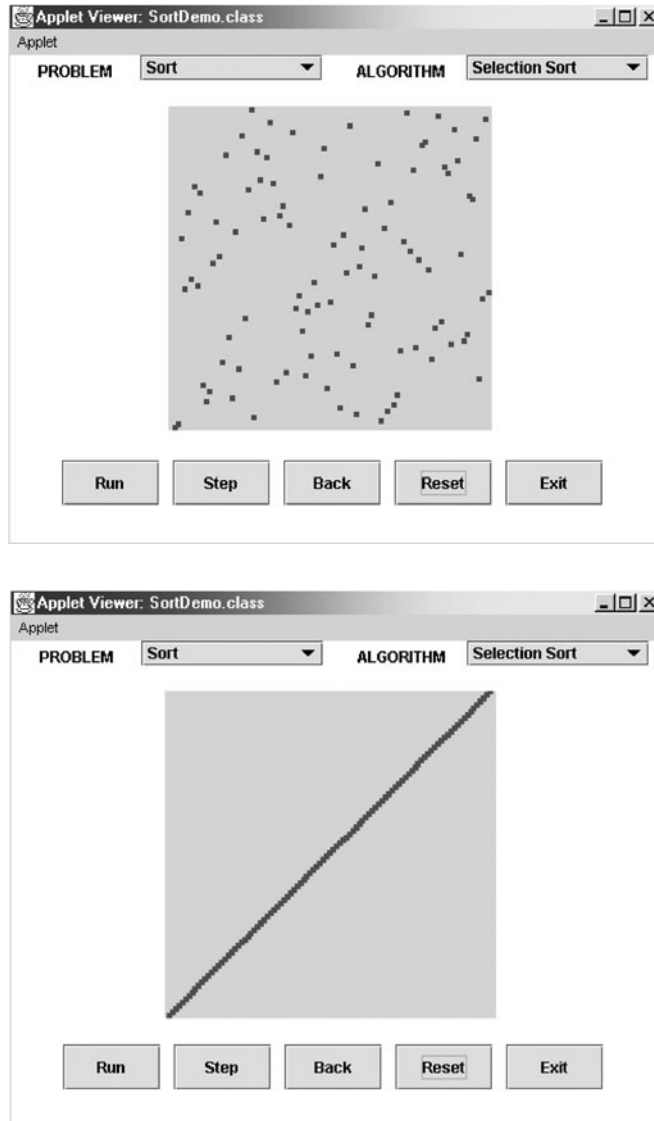 Applet Viewer: SortDemo.class
Applet
PROBLEM Sort ALGORITHM Selection Sort
Run Step Back Reset Exit
Applet Viewer: SortDemo.class
Applet
PROBLEM Sort ALGORITHM Selection Sort
Run Step Back Reset Exit